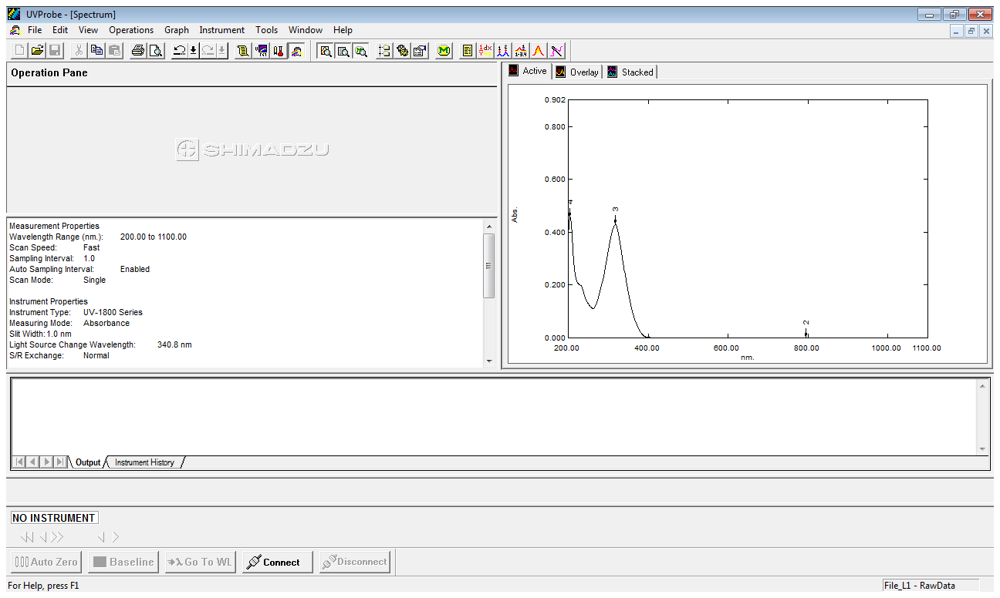 UVProbe - [Spectrum]
File Edit View Operations Graph Instrument Tools Window Help
Operation Pane
SHIMADZU
Measurement Properties
Wavelength Range (nm.): 200.00 to 1100.00
Scan Speed: Fast
Sampling Interval: 1.0
Auto Sampling Interval: Enabled
Scan Mode: Single
Instrument Properties
Instrument Type: UV-1800 Series
Measuring Mode: Absorbance
Slit Width: 1.0 nm
Light Source Change Wavelength: 340.8 nm
S/R Exchange: Normal
Active Overlay Stacked
0.902
0.800
0.600
0.400
0.200
0.000
Abs.
4
3
2
200.00 400.00 600.00 800.00 1000.00 1100.00
nm.
Output Instrument History
NO INSTRUMENT
Auto Zero Baseline Go To WL Connect Disconnect
For Help, press F1
File_L1 - RawData